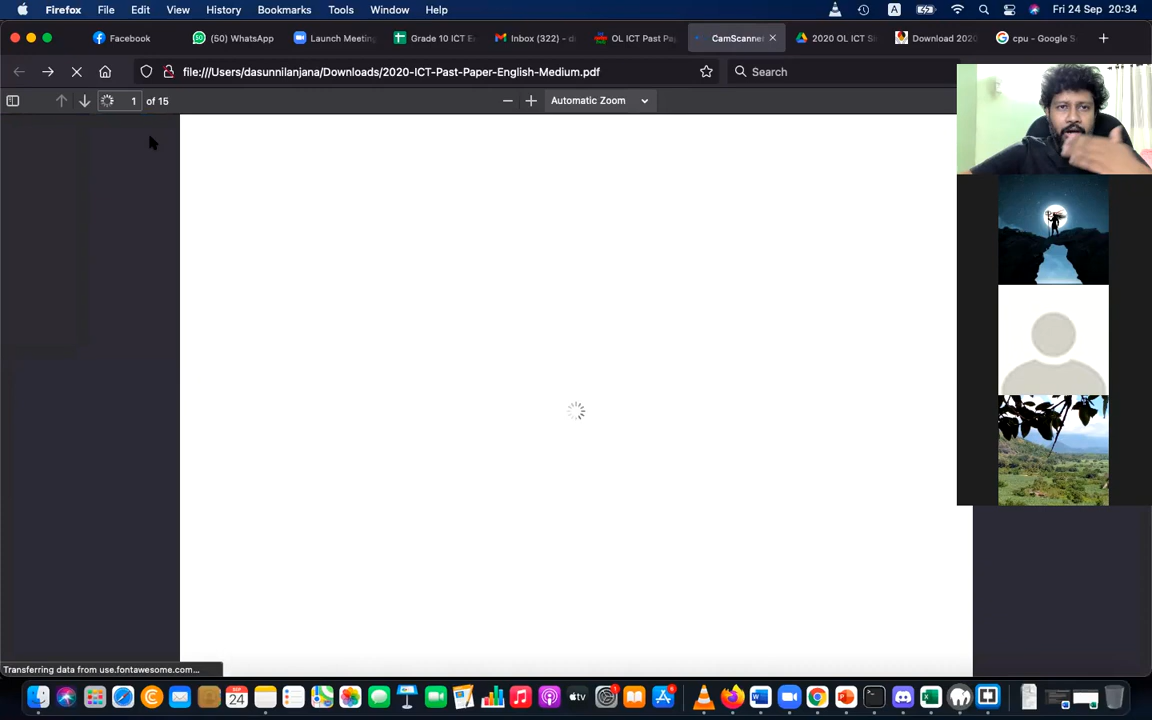 Firefox File Edit View History Bookmarks Tools Window Help A Fri 24 Sep 20:34
Facebook (50) WhatsApp Launch Meeting Grade 10 ICT E Inbox (322) - d OL ICT Past Pa CamScanner 2020 OL ICT Si Download 2020 cpu - Google S
file:///Users/dasunnilanjana/Downloads/2020-ICT-Past-Paper-English-Medium.pdf Search
1 of 15 Automatic Zoom
Transferring data from use.fontawesome.com...